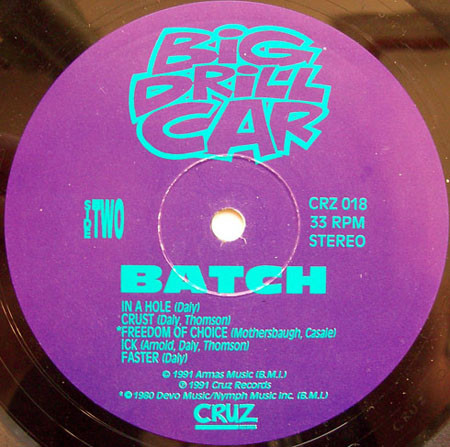 BIG
DRILL
CAR
SIDE TWO
CRZ 018
33 RPM
STEREO
BATCH
IN A HOLE (Daly)
CRUST (Daly, Thomson)
*FREEDOM OF CHOICE (Mothersbaugh, Casale)
ICK (Arnold, Daly, Thomson)
FASTER (Daly)
© 1991 Armas Music (B.M.I.)
℗ 1991 Cruz Records
*© 1980 Devo Music/Nymph Music Inc. (B.M.I.)
CRUZ